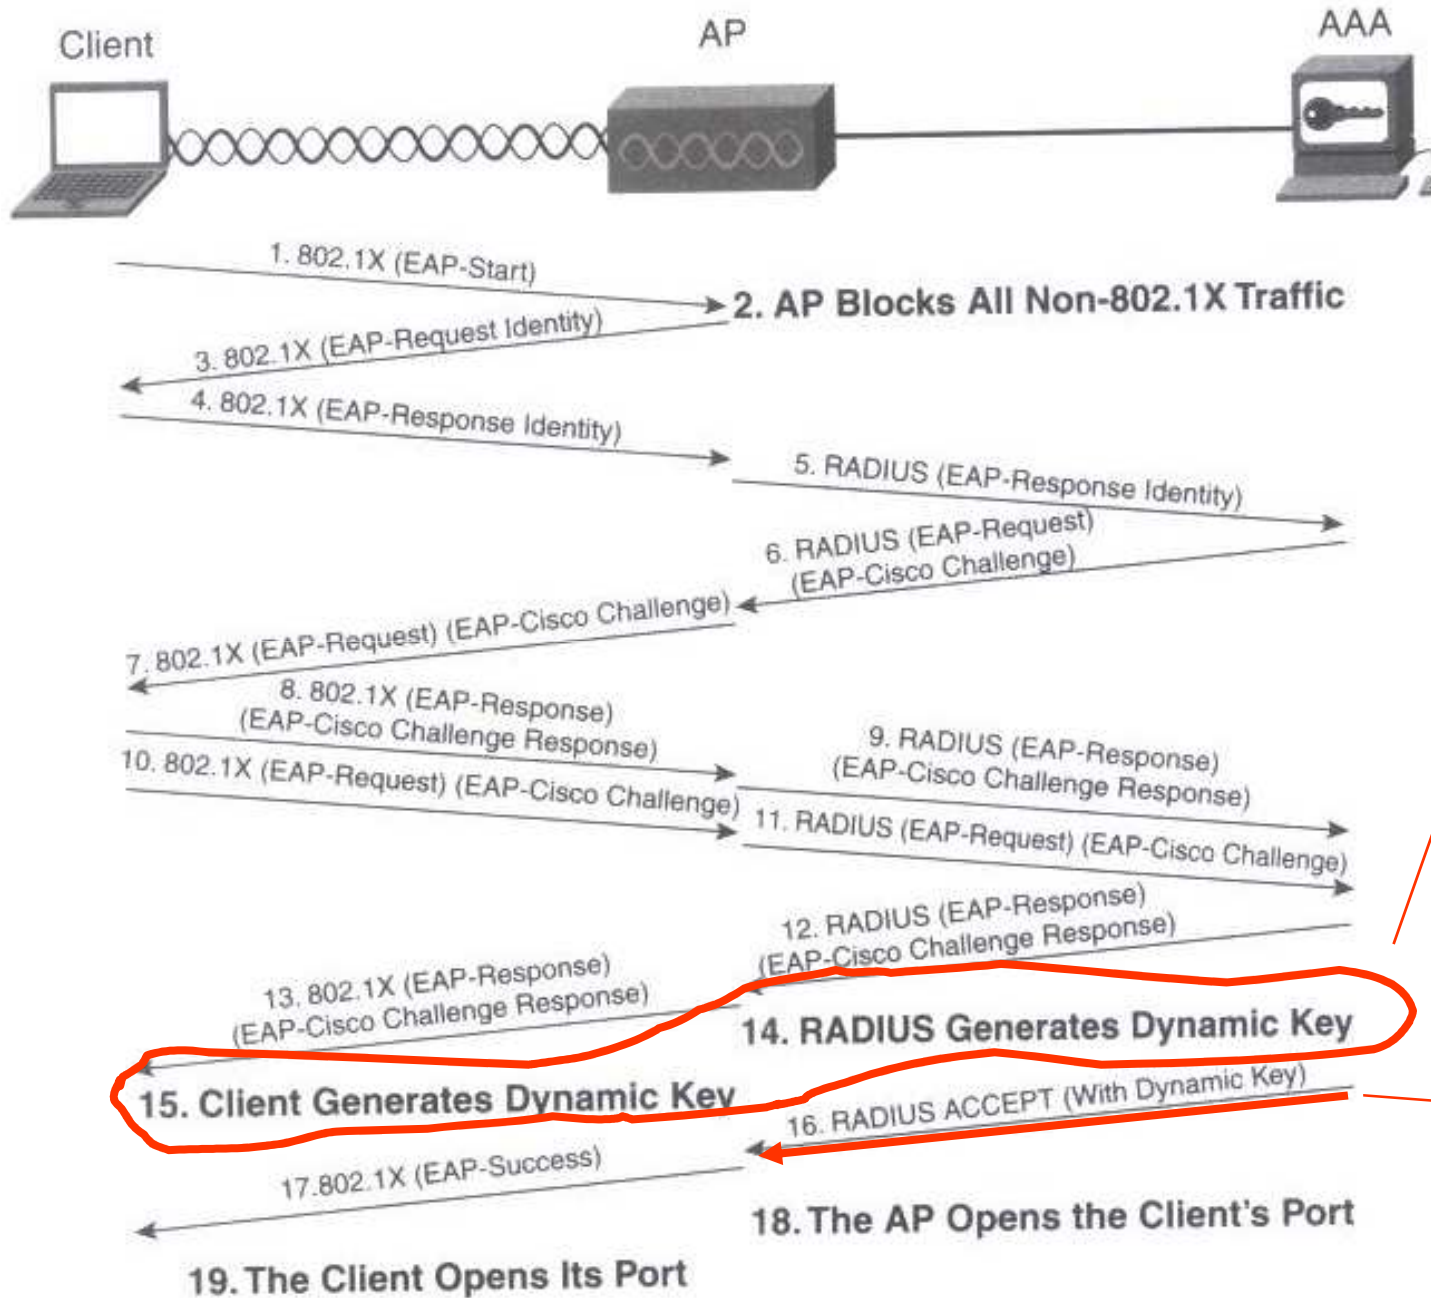 Client
AP
AAA
1. 802.1X (EAP-Start)
2. AP Blocks All Non-802.1X Traffic
3. 802.1X (EAP-Request Identity)
4. 802.1X (EAP-Response Identity)
5. RADIUS (EAP-Response Identity)
6. RADIUS (EAP-Request)
(EAP-Cisco Challenge)
7. 802.1X (EAP-Request) (EAP-Cisco Challenge)
8. 802.1X (EAP-Response)
(EAP-Cisco Challenge Response)
9. RADIUS (EAP-Response)
(EAP-Cisco Challenge Response)
10. 802.1X (EAP-Request) (EAP-Cisco Challenge)
11. RADIUS (EAP-Request) (EAP-Cisco Challenge)
12. RADIUS (EAP-Response)
(EAP-Cisco Challenge Response)
13. 802.1X (EAP-Response)
(EAP-Cisco Challenge Response)
14. RADIUS Generates Dynamic Key
15. Client Generates Dynamic Key
16. RADIUS ACCEPT (With Dynamic Key)
17.802.1X (EAP-Success)
18. The AP Opens the Client's Port
19. The Client Opens Its Port